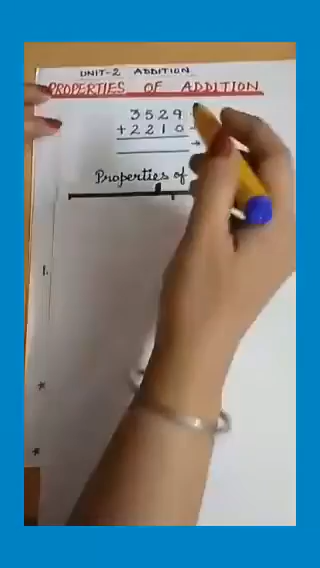 UNIT-2 ADDITION
PROPERTIES OF ADDITION
3529
+2210
Properties of
1.
*
*